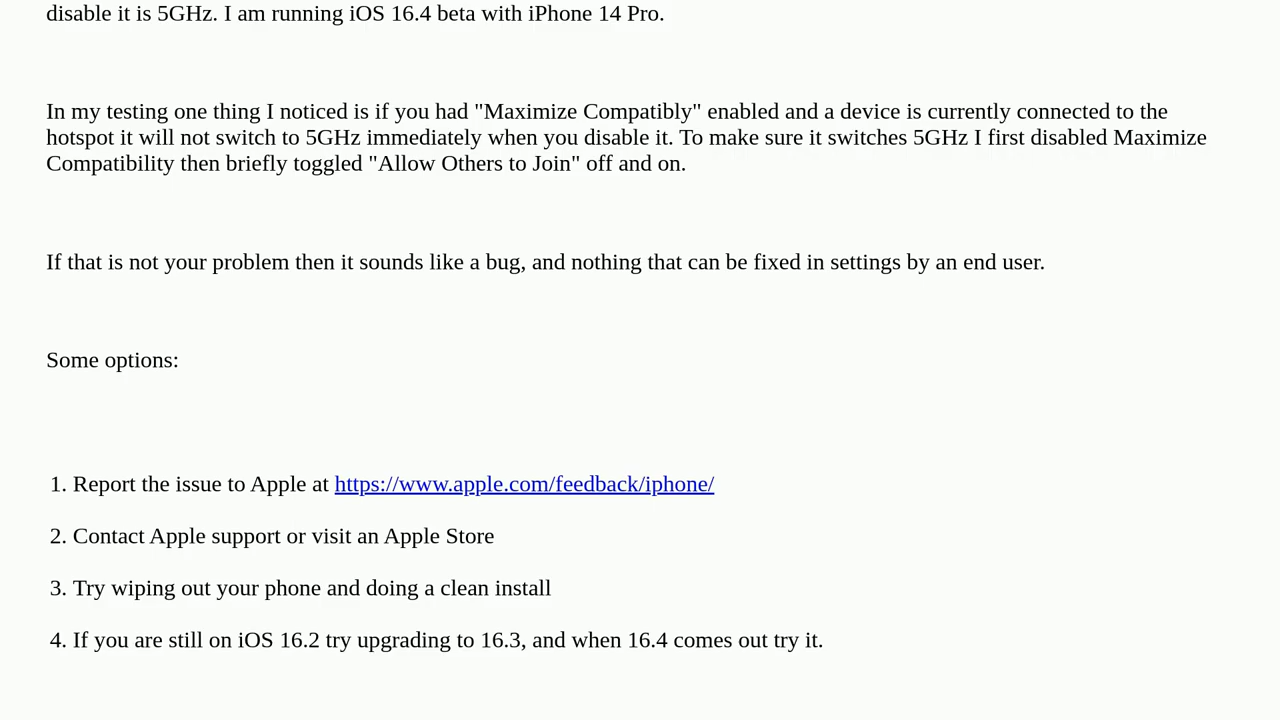 disable it is 5GHz. I am running iOS 16.4 beta with iPhone 14 Pro.
In my testing one thing I noticed is if you had "Maximize Compatibly" enabled and a device is currently connected to the
hotspot it will not switch to 5GHz immediately when you disable it. To make sure it switches 5GHz I first disabled Maximize
Compatibility then briefly toggled "Allow Others to Join" off and on.
If that is not your problem then it sounds like a bug, and nothing that can be fixed in settings by an end user.
Some options:
1. Report the issue to Apple at https://www.apple.com/feedback/iphone/
2. Contact Apple support or visit an Apple Store
3. Try wiping out your phone and doing a clean install
4. If you are still on iOS 16.2 try upgrading to 16.3, and when 16.4 comes out try it.